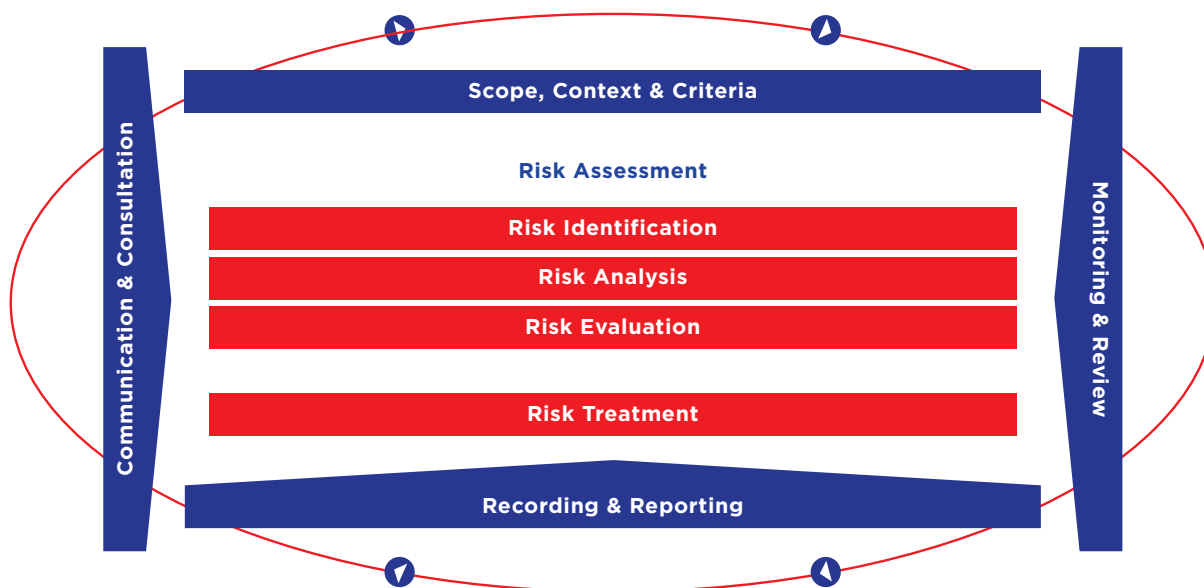 Scope, Context & Criteria
Communication & Consultation
Risk Assessment
Risk Identification
Risk Analysis
Risk Evaluation
Risk Treatment
Monitoring & Review
Recording & Reporting